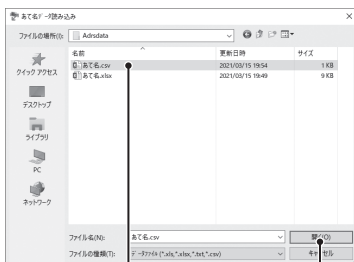 あて名ﾃﾞｰﾀ読み込み
ファイルの場所(I):
Adrsdata
名前
更新日時
サイズ
あて名.csv
2021/03/15 19:54
1 KB
あて名.xlsx
2021/03/15 19:49
9 KB
クイック アクセス
デスクトップ
ライブラリ
PC
ネットワーク
ファイル名(N):
あて名.csv
開く(O)
ファイルの種類(T):
ﾃﾞｰﾀﾌｧｲﾙ (*.xls,*.xlsx,*.txt,*.csv)
キャンセル